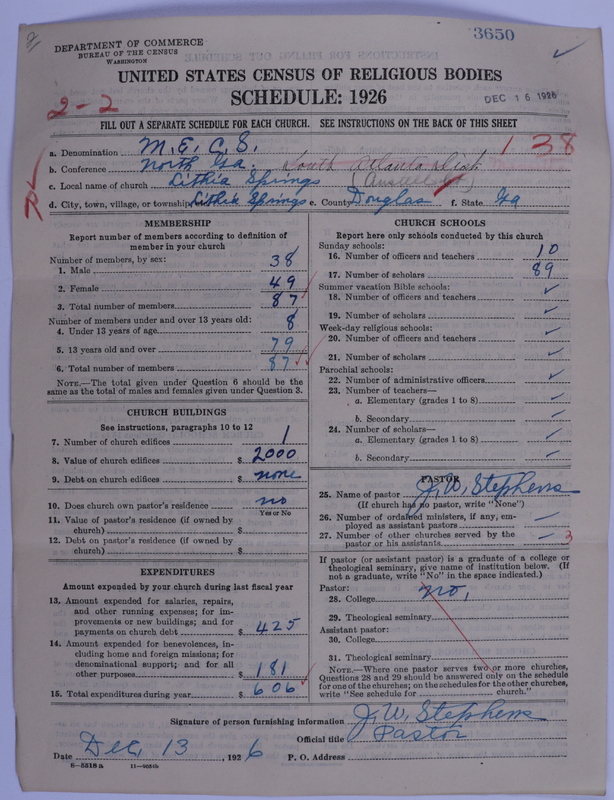 3650
DEPARTMENT OF COMMERCE
BUREAU OF THE CENSUS
WASHINGTON
UNITED STATES CENSUS OF RELIGIOUS BODIES
SCHEDULE: 1926
DEC 16 1926
2-2
FILL OUT A SEPARATE SCHEDULE FOR EACH CHURCH. SEE INSTRUCTIONS ON THE BACK OF THIS SHEET
a. Denomination M. E. C. S. 138
b. Conference North Ga. South Atlanta Dist.
c. Local name of church Lithia Springs (Austell)
d. City, town, village, or township Lithia Springs e. County Douglas f. State Ga
MEMBERSHIP
Report number of members according to definition of
member in your church
Number of members, by sex:
1. Male 38
2. Female 49
3. Total number of members 87
Number of members under and over 13 years old:
4. Under 13 years of age 8
5. 13 years old and over 79
6. Total number of members 87
NOTE.—The total given under Question 6 should be
same as the total of males and females given under Question 3.
CHURCH BUILDINGS
See instructions, paragraphs 10 to 12
7. Number of church edifices 1
8. Value of church edifices $ 2000
9. Debt on church edifices $ none
10. Does church own pastor's residence no
Yes or No
11. Value of pastor's residence (if owned by
church) $
12. Debt on pastor's residence (if owned by
church) $
EXPENDITURES
Amount expended by your church during last fiscal year
13. Amount expended for salaries, repairs,
and other running expenses; for im-
provements or new buildings; and for
payments on church debt $ 425
14. Amount expended for benevolences, in-
cluding home and foreign missions; for
denominational support; and for all
other purposes $ 181
15. Total expenditures during year $ 606
CHURCH SCHOOLS
Report here only schools conducted by this church
Sunday schools:
16. Number of officers and teachers 10
17. Number of scholars 89
Summer vacation Bible schools:
18. Number of officers and teachers
19. Number of scholars
Week-day religious schools:
20. Number of officers and teachers
21. Number of scholars
Parochial schools:
22. Number of administrative officers
23. Number of teachers—
a. Elementary (grades 1 to 8)
b. Secondary
24. Number of scholars—
a. Elementary (grades 1 to 8)
b. Secondary
PASTOR
25. Name of pastor J. W. Stephens
(If church has no pastor, write "None")
26. Number of ordained ministers, if any, em-
ployed as assistant pastors —
27. Number of other churches served by the
pastor or his assistants — 3
If pastor (or assistant pastor) is a graduate of a college or
theological seminary, give name of institution below. (If
not a graduate, write "No" in the space indicated.)
Pastor:
28. College no,
29. Theological seminary
Assistant pastor:
30. College
31. Theological seminary
NOTE.—Where one pastor serves two or more churches,
Questions 28 and 29 should be answered only on the schedule
for one of the churches; on the schedules for the other churches,
write "See schedule for church."
Signature of person furnishing information J. W. Stephens
Official title Pastor
Date Dec, 13, 1926 P. O. Address
8—5518 a 11—9654b